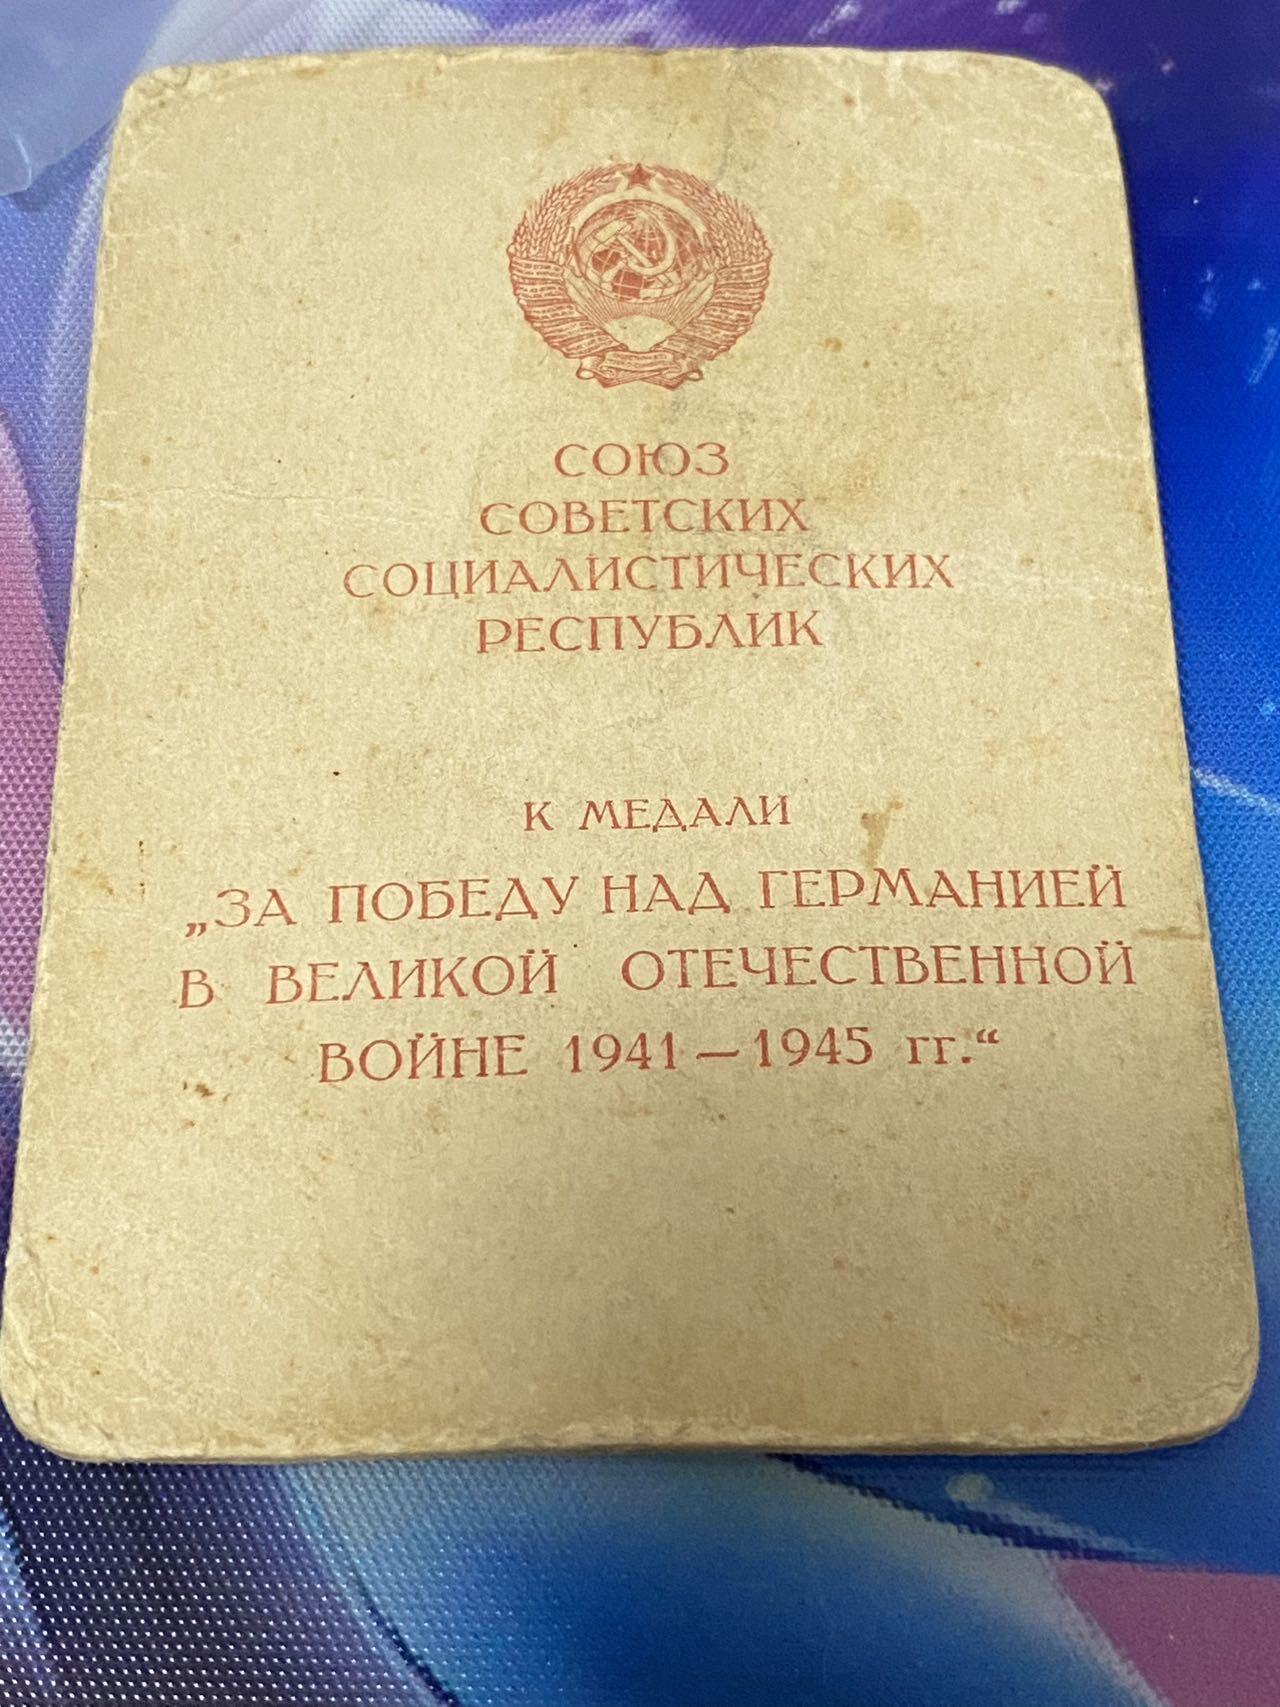 СОЮЗ
СОВЕТСКИХ
СОЦИАЛИСТИЧЕСКИХ
РЕСПУБЛИК
К МЕДАЛИ
„ЗА ПОБЕДУ НАД ГЕРМАНИЕЙ
В ВЕЛИКОЙ ОТЕЧЕСТВЕННОЙ
ВОЙНЕ 1941 — 1945 гг.“